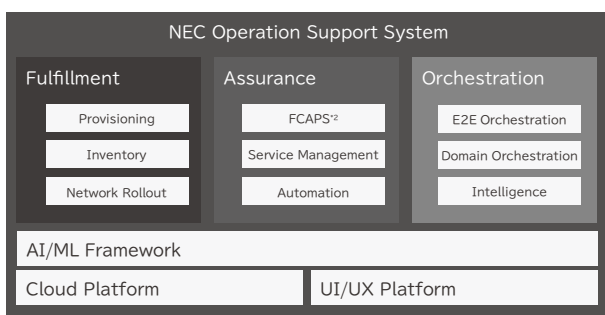 NEC Operation Support System
Fulfillment
Provisioning
Inventory
Network Rollout
Assurance
FCAPS*2
Service Management
Automation
Orchestration
E2E Orchestration
Domain Orchestration
Intelligence
AI/ML Framework
Cloud Platform
UI/UX Platform